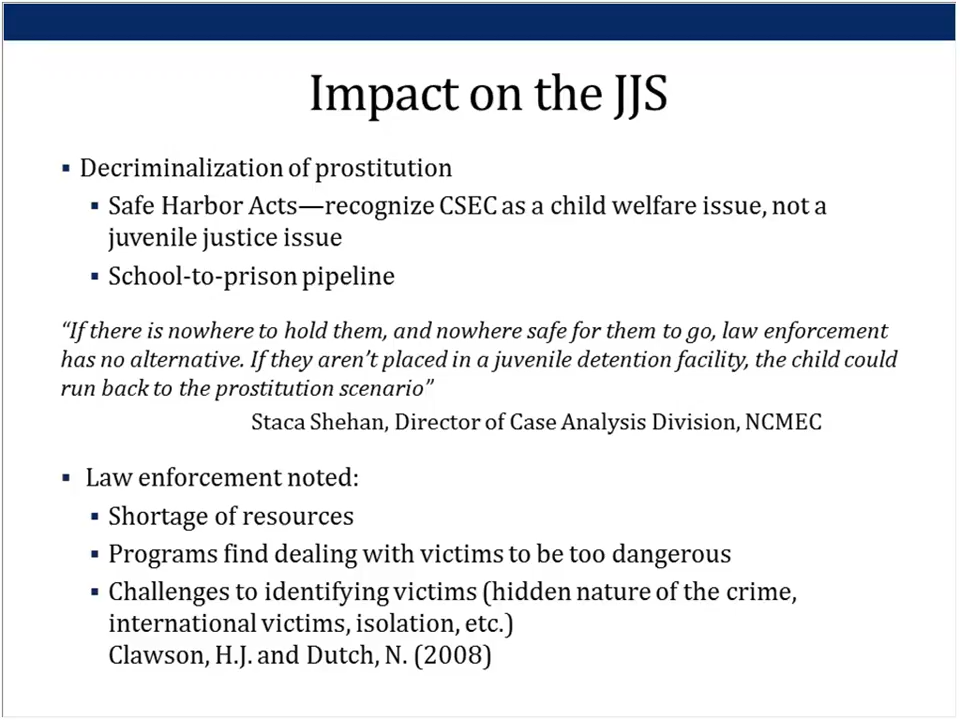 Impact on the JJS
▪ Decriminalization of prostitution
▪ Safe Harbor Acts—recognize CSEC as a child welfare issue, not a
juvenile justice issue
▪ School-to-prison pipeline
“If there is nowhere to hold them, and nowhere safe for them to go, law enforcement
has no alternative. If they aren’t placed in a juvenile detention facility, the child could
run back to the prostitution scenario”
Staca Shehan, Director of Case Analysis Division, NCMEC
▪ Law enforcement noted:
▪ Shortage of resources
▪ Programs find dealing with victims to be too dangerous
▪ Challenges to identifying victims (hidden nature of the crime,
international victims, isolation, etc.)
Clawson, H.J. and Dutch, N. (2008)